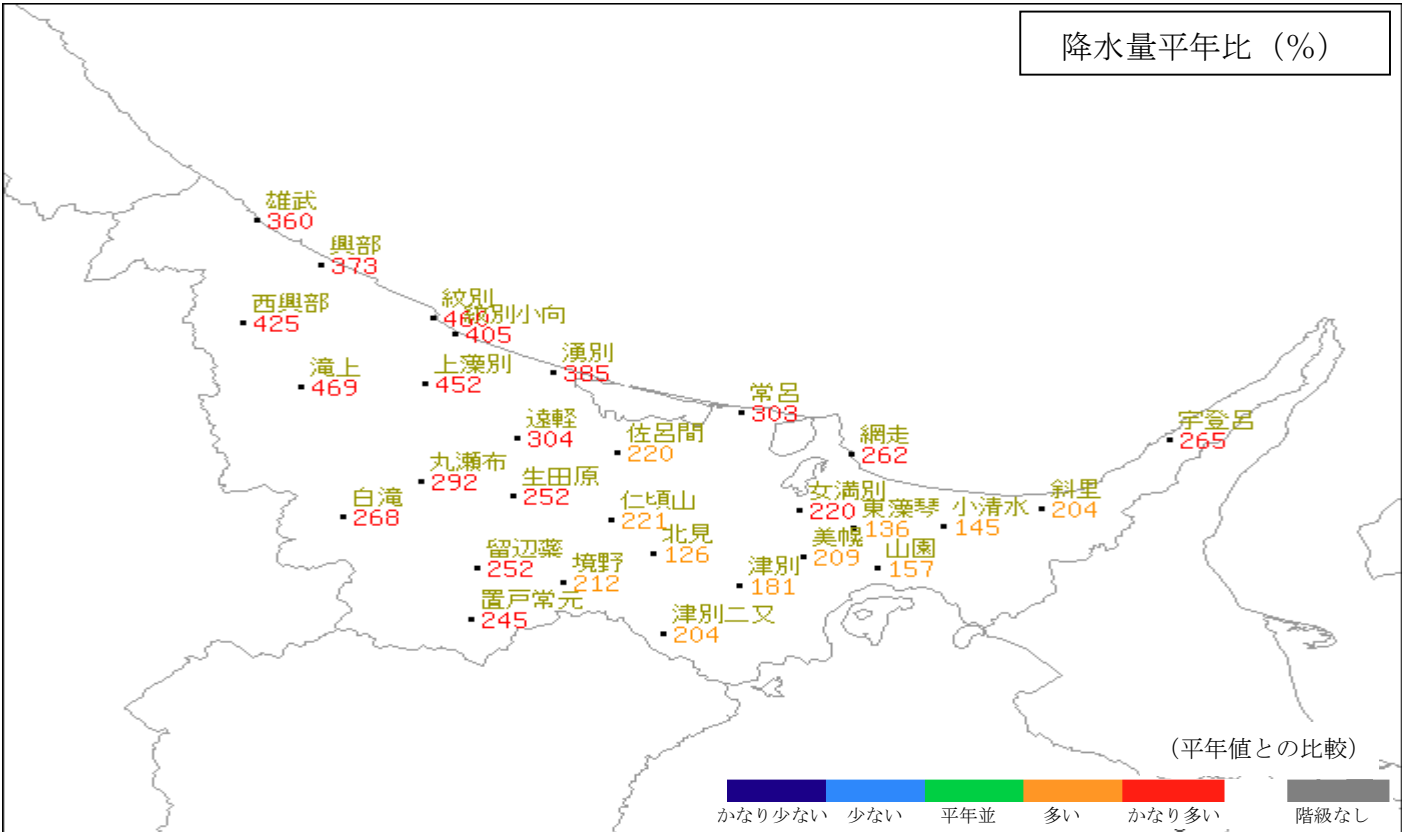 降水量平年比（%）
雄武
360
興部
373
西興部
425
紋別
460
紋別小向
405
滝上
469
上藻別
452
湧別
385
常呂
303
遠軽
304
佐呂間
220
網走
262
宇登呂
265
丸瀬布
292
生田原
252
白滝
268
仁頃山
221
女満別
220
東藻琴
136
小清水
145
斜里
204
北見
126
美幌
209
山園
157
留辺蘂
252
境野
212
津別
181
置戸常元
245
津別二又
204
（平年値との比較）
かなり少ない 少ない 平年並 多い かなり多い 階級なし